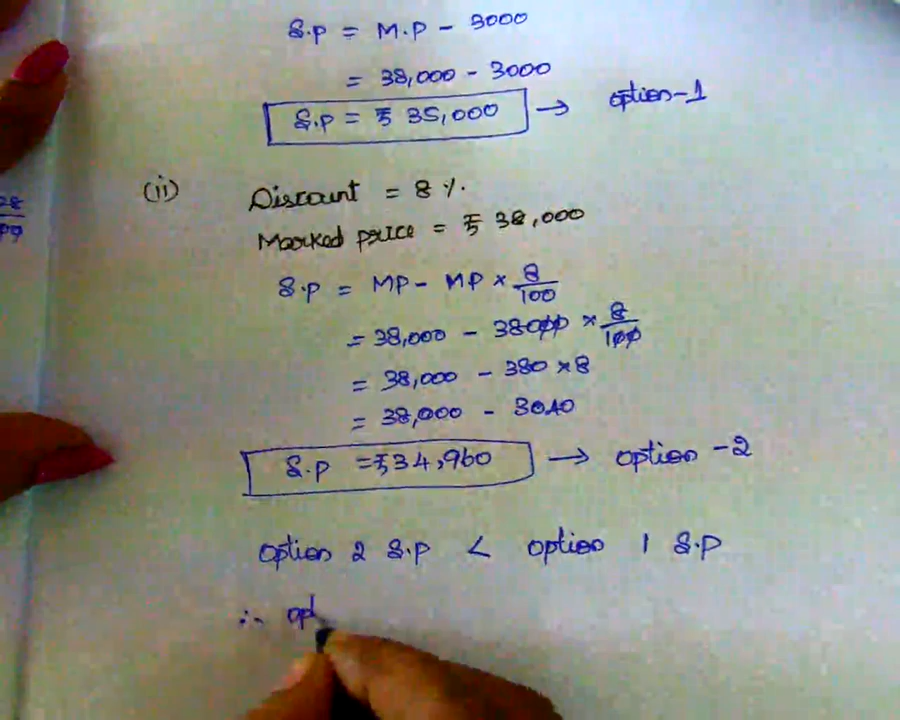 S.P = M.P - 3000
= 38,000 - 3000
S.P = ₹ 35,000 → option-1
(ii) Discount = 8 %.
Marked price = ₹ 38,000
S.P = MP - MP × 8/100
= 38,000 - 38000 × 8/100
= 38,000 - 380 × 8
= 38,000 - 3040
S.P = ₹34,960 → option -2
option 2 S.P < option 1 S.P
∴ opt